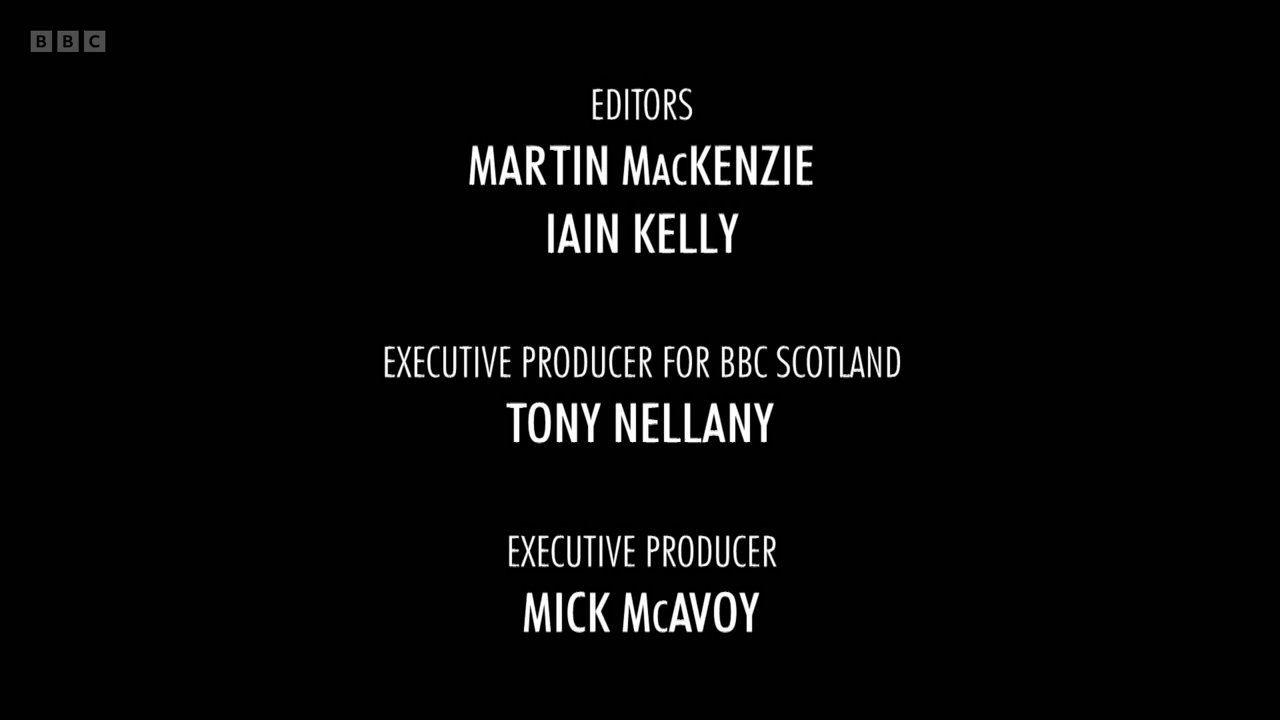 BBC
EDITORS
MARTIN MacKENZIE
IAIN KELLY
EXECUTIVE PRODUCER FOR BBC SCOTLAND
TONY NELLANY
EXECUTIVE PRODUCER
MICK McAVOY